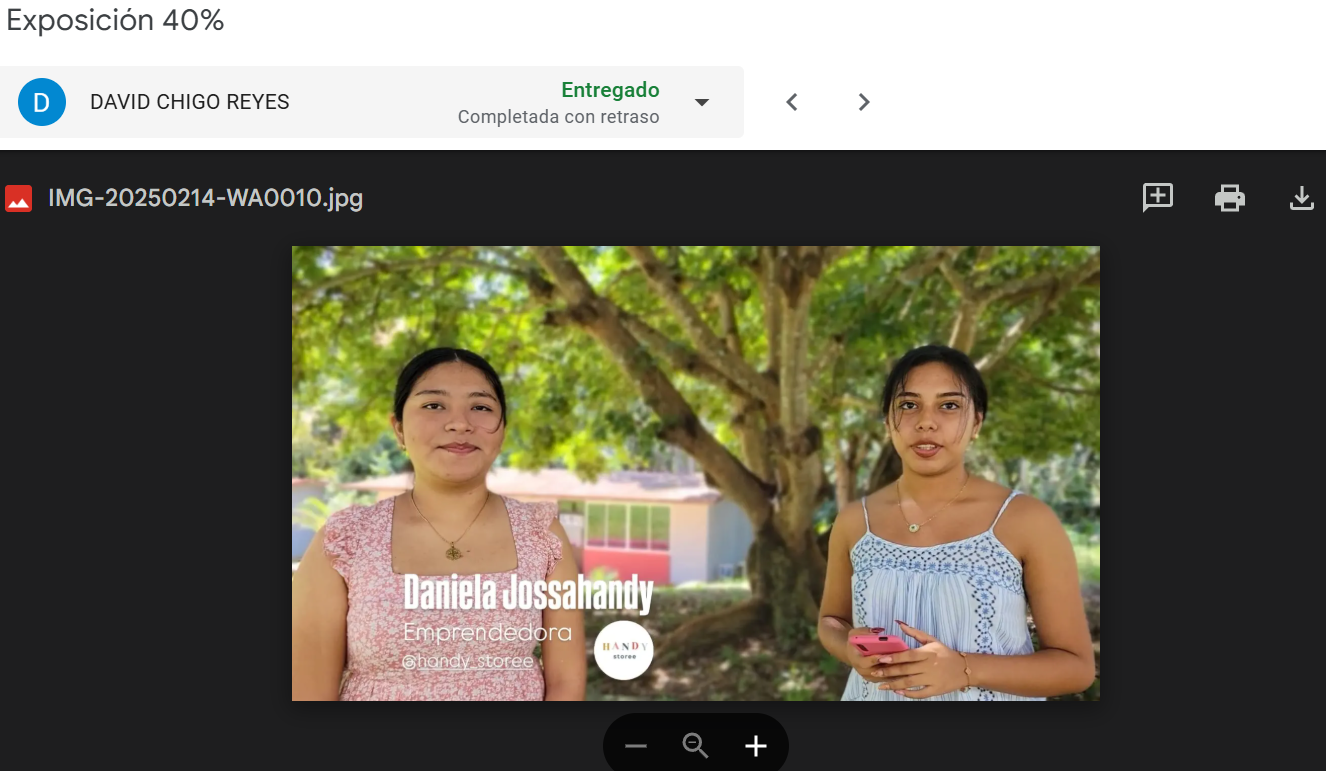 Exposición 40%
D
DAVID CHIGO REYES
Entregado
Completada con retraso
IMG-20250214-WA0010.jpg
Daniela Jossahandy
Emprendedora
@handy_storee
HANDY
storee